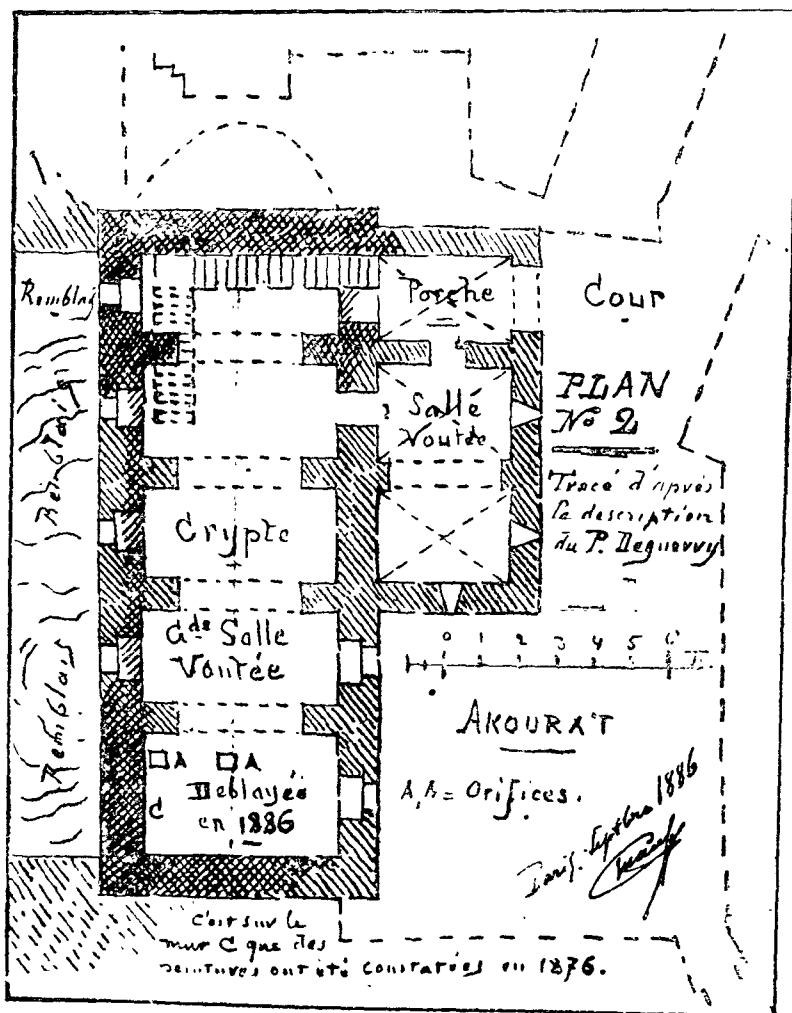 Remblay
Porche
Cour
PLAN
No 2
Salle
Voutée
Tracé d'après
la description
du P. Deguerry
Remblais
Crypte
Gde Salle
Voutée
0 1 2 3 4 5 6
Remblais
AKOURA'T
A A
C
Deblayés
en 1886
A, A = Orifices.
Paris. Septbre 1886
C'est sur le
mur C que des
peintures ont été constatées en 1876.